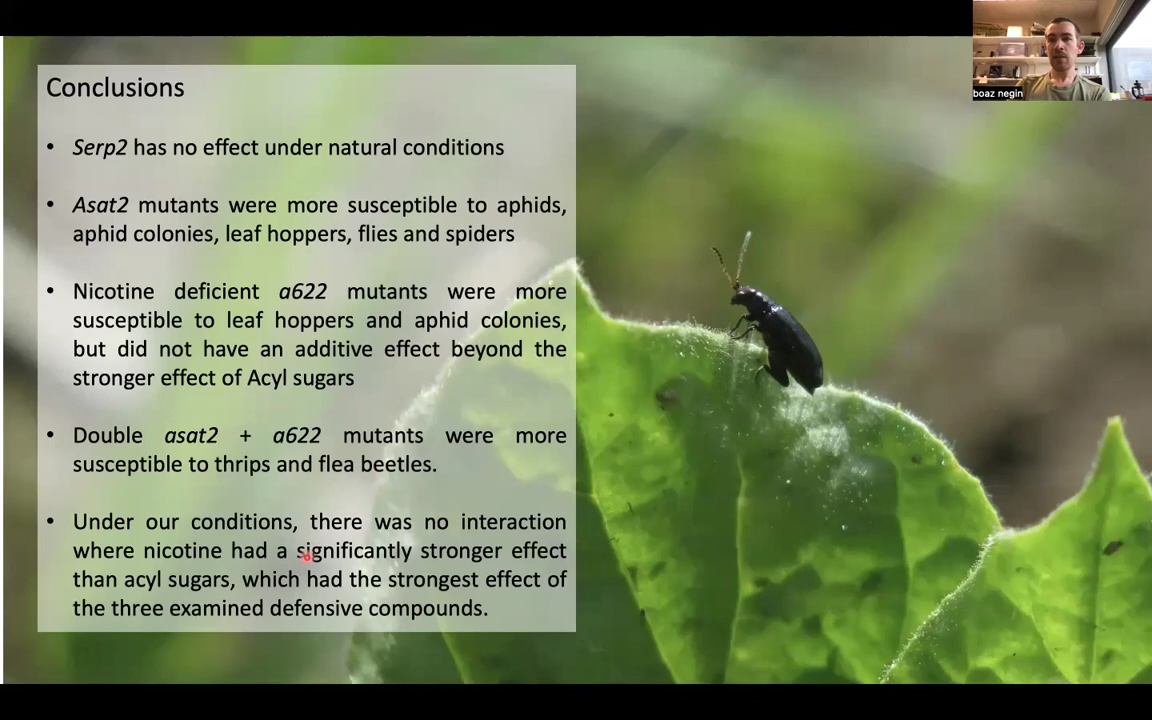 boaz negin
Conclusions
• Serp2 has no effect under natural conditions
• Asat2 mutants were more susceptible to aphids,
aphid colonies, leaf hoppers, flies and spiders
• Nicotine deficient a622 mutants were more
susceptible to leaf hoppers and aphid colonies,
but did not have an additive effect beyond the
stronger effect of Acyl sugars
• Double asat2 + a622 mutants were more
susceptible to thrips and flea beetles.
• Under our conditions, there was no interaction
where nicotine had a significantly stronger effect
than acyl sugars, which had the strongest effect of
the three examined defensive compounds.